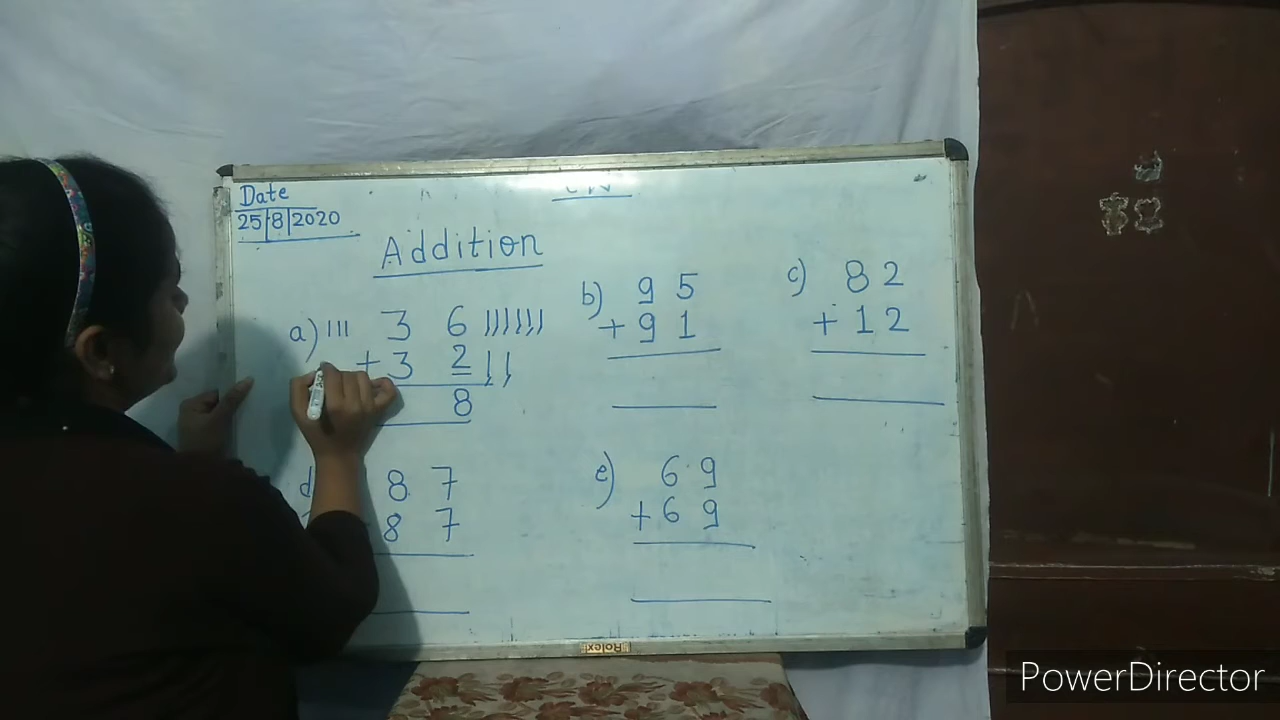 Date
25|8|2020
Addition
a) 3 6
+ 3 2
8
b) 9 5
+ 9 1
c) 8 2
+ 1 2
d 8 7
8 7
e) 6 9
+ 6 9
Rolex
PowerDirector